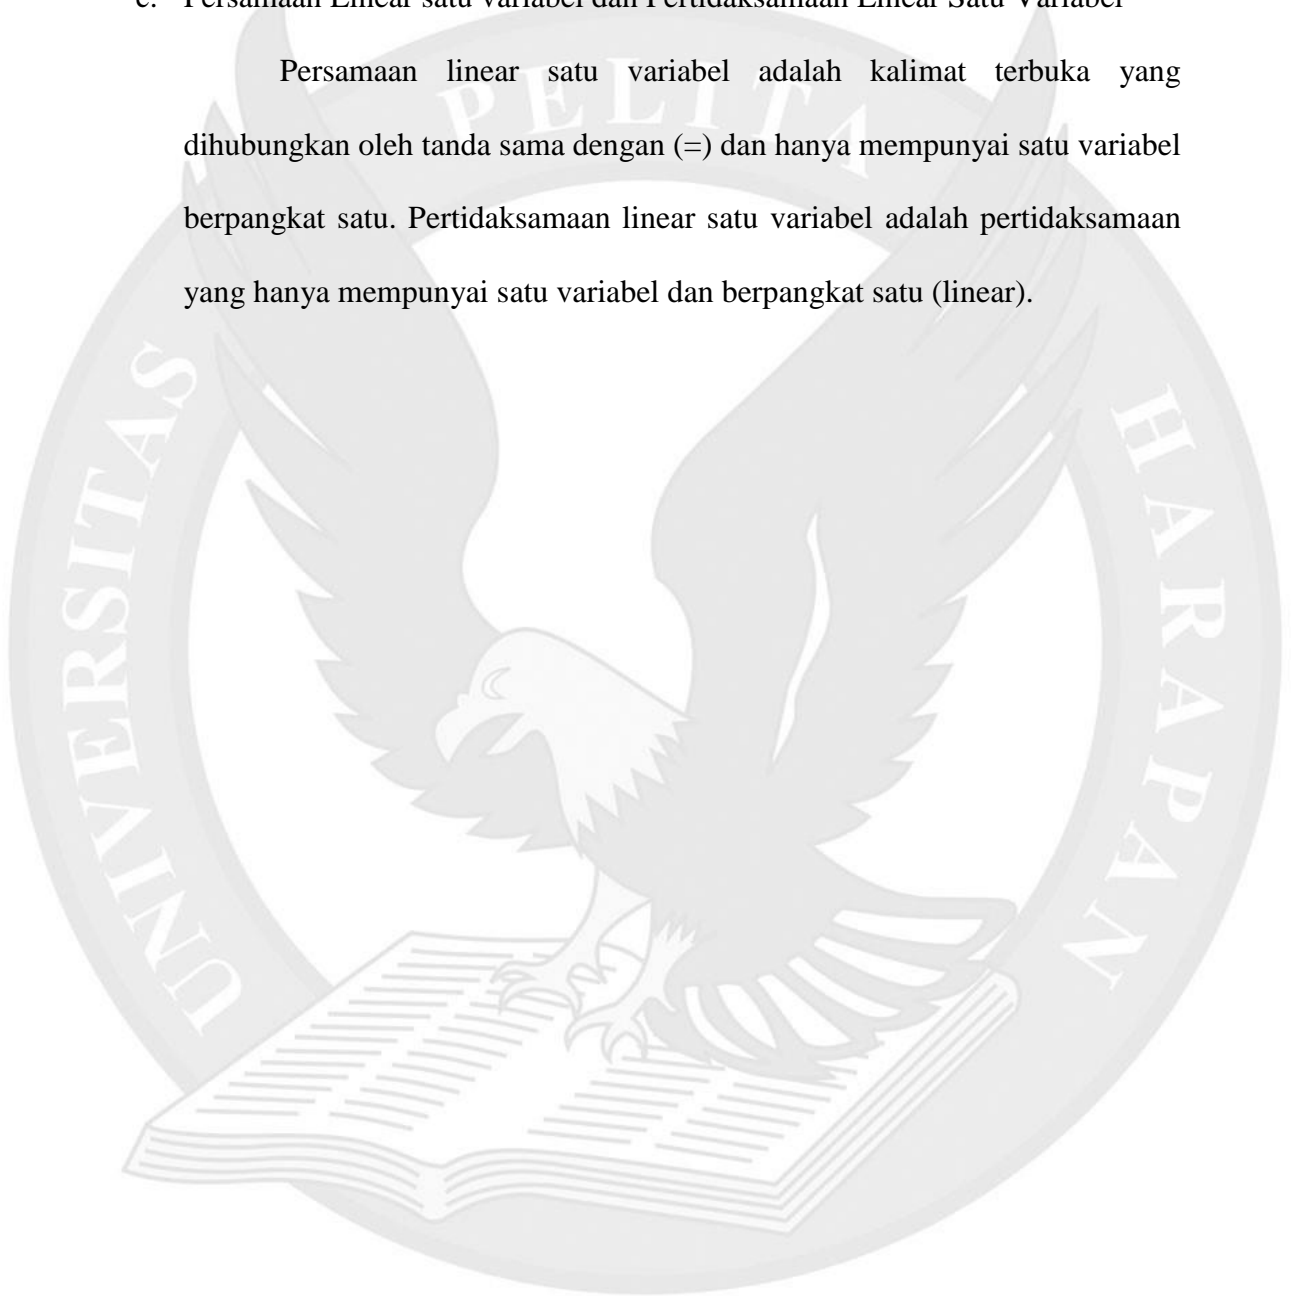 Persamaan Linear satu variabel dan Pertidaksamaan Linear Satu Variabel
Persamaan linear satu variabel adalah kalimat terbuka yang
dihubungkan oleh tanda sama dengan (=) dan hanya mempunyai satu variabel
berpangkat satu. Pertidaksamaan linear satu variabel adalah pertidaksamaan
yang hanya mempunyai satu variabel dan berpangkat satu (linear).
UNIVERSITAS PELITA HARAPAN